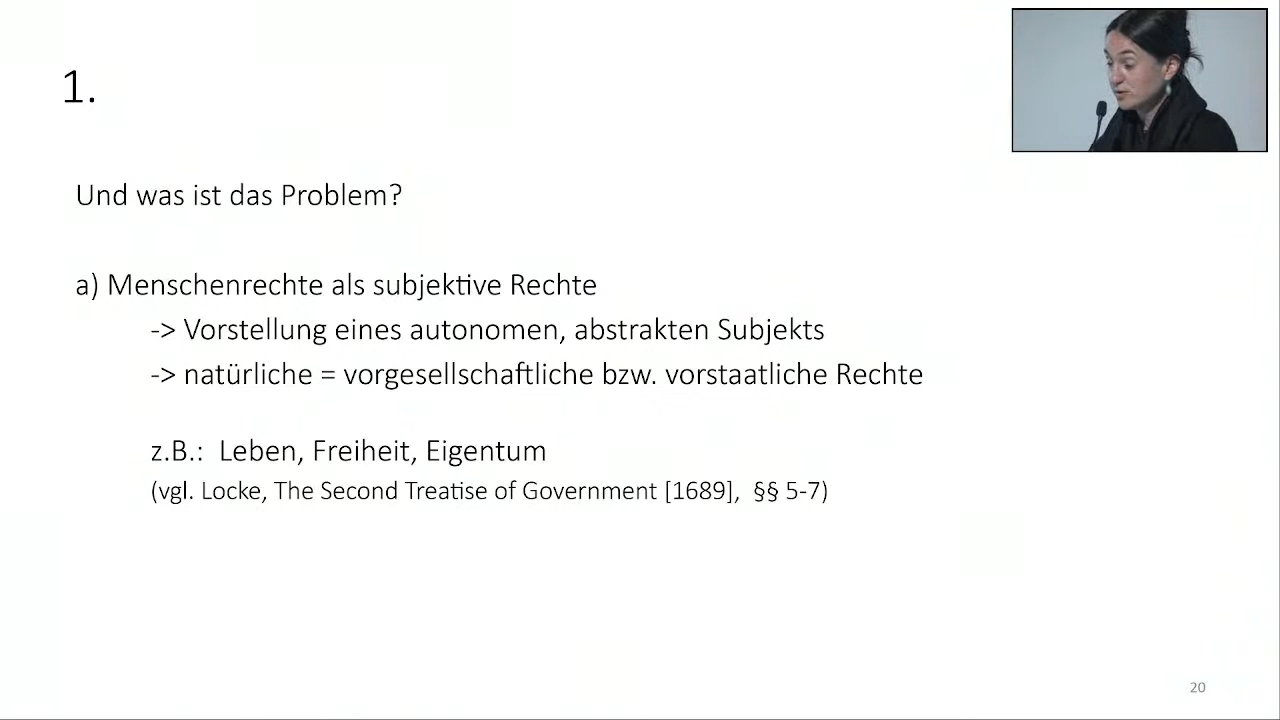 1.
Und was ist das Problem?
a) Menschenrechte als subjektive Rechte
-> Vorstellung eines autonomen, abstrakten Subjekts
-> natürliche = vorgesellschaftliche bzw. vorstaatliche Rechte
z.B.: Leben, Freiheit, Eigentum
(vgl. Locke, The Second Treatise of Government [1689], §§ 5-7)
20